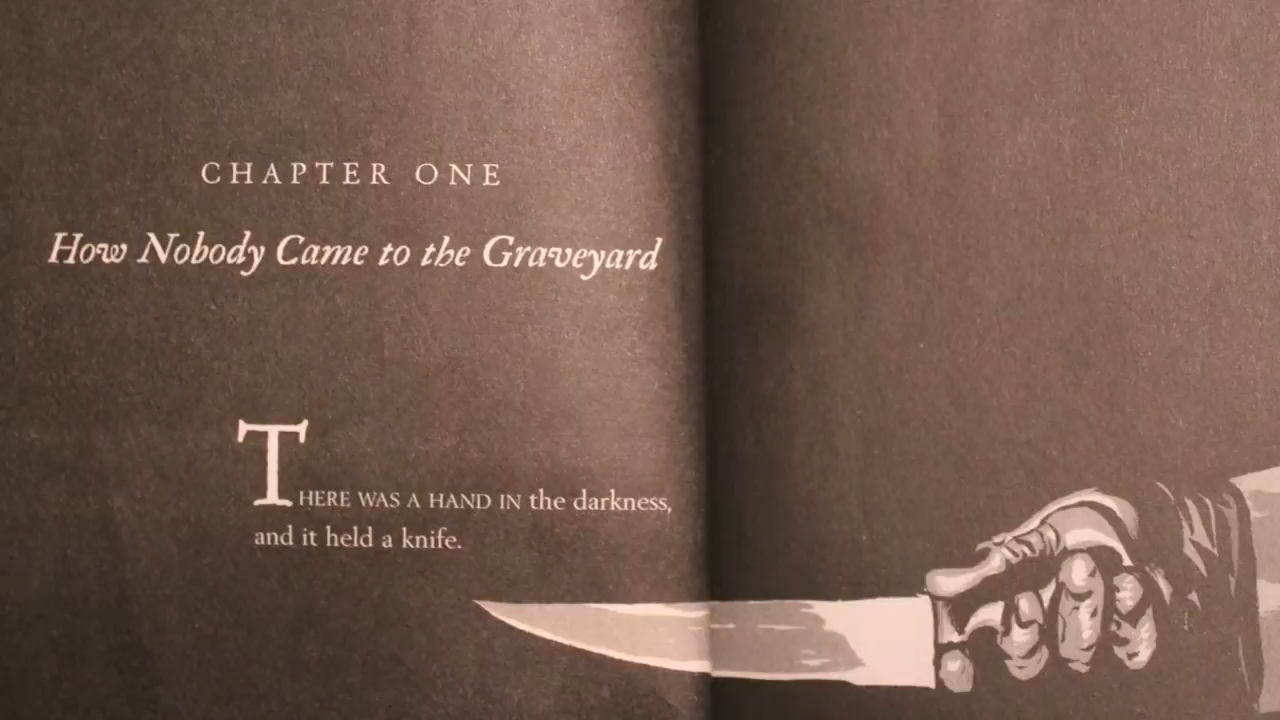 CHAPTER ONE
How Nobody Came to the Graveyard
THERE WAS A HAND IN the darkness,
and it held a knife.